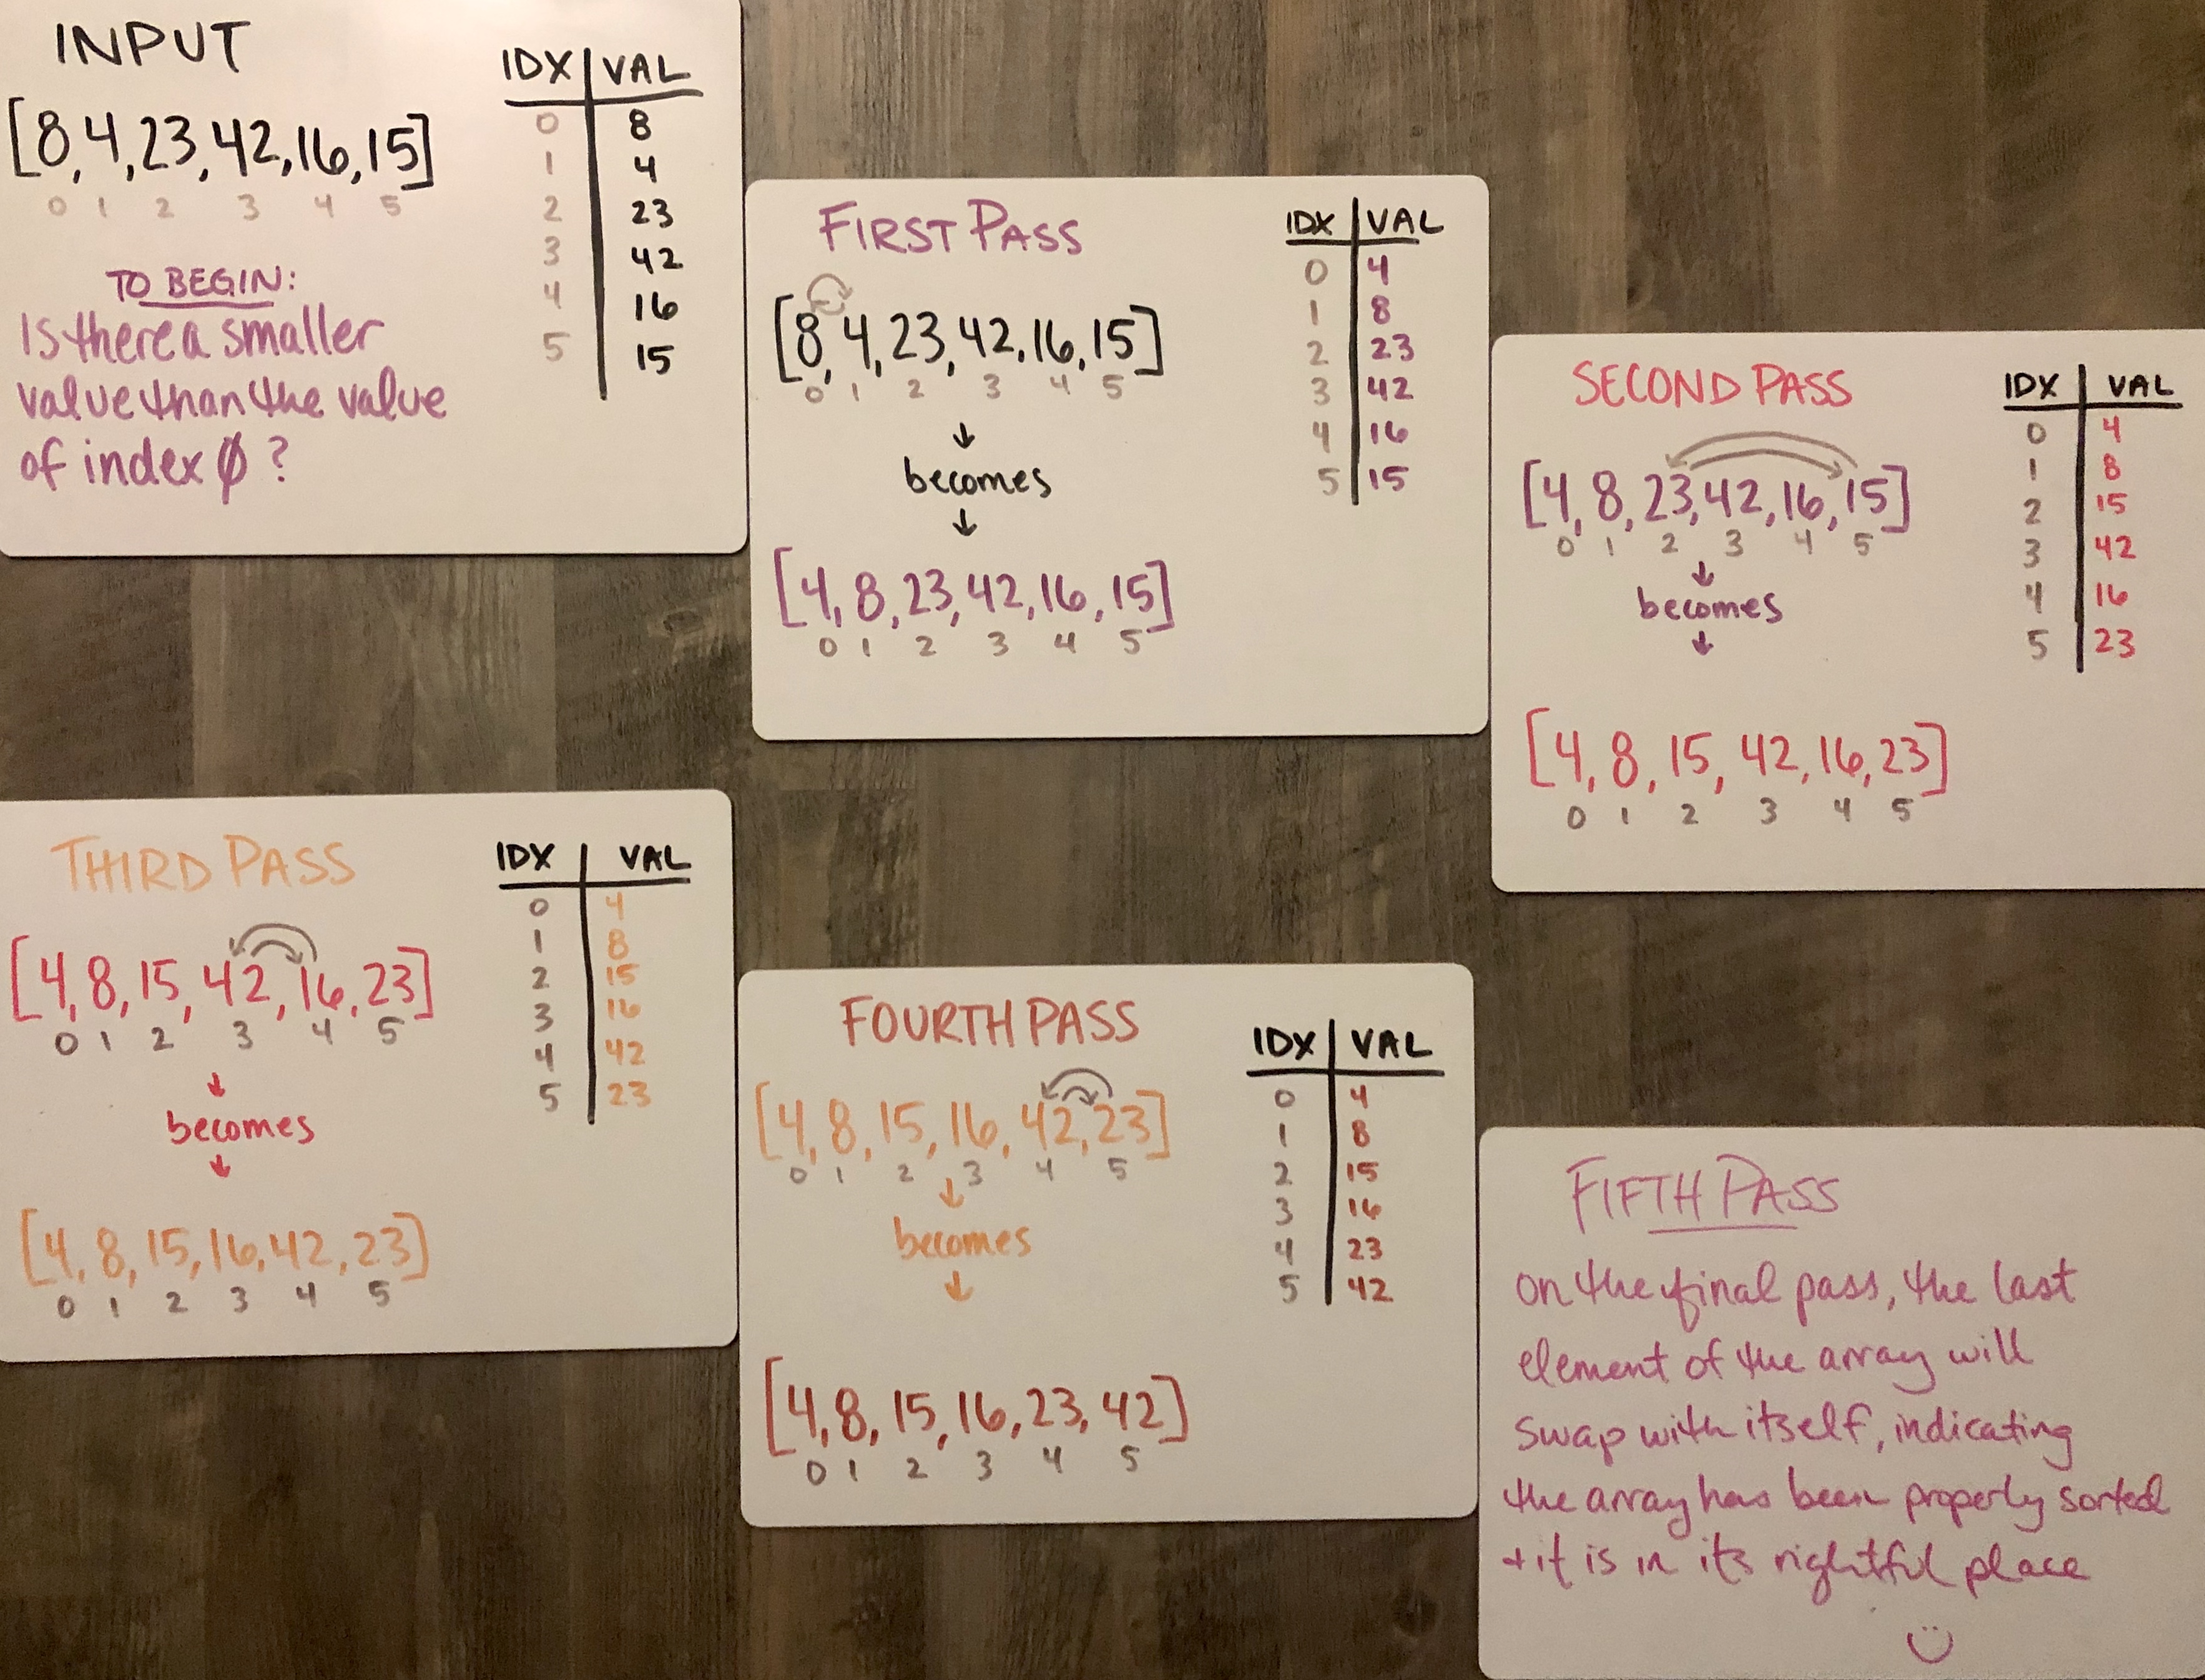 INPUT
[8,4,23,42,16,15]
0 1 2 3 4 5
TO BEGIN:
Is there a smaller
value than the value
of index 0?
IDX VAL
0 8
1 4
2 23
3 42
4 16
5 15
FIRST PASS
[8,4,23,42,16,15]
0 1 2 3 4 5
↓
becomes
↓
[4,8,23,42,16,15]
0 1 2 3 4 5
IDX VAL
0 4
1 8
2 23
3 42
4 16
5 15
SECOND PASS
[4,8,23,42,16,15]
0 1 2 3 4 5
↓
becomes
↓
[4,8,15,42,16,23]
0 1 2 3 4 5
IDX VAL
0 4
1 8
2 15
3 42
4 16
5 23
THIRD PASS
[4,8,15,42,16,23]
0 1 2 3 4 5
↓
becomes
↓
[4,8,15,16,42,23]
0 1 2 3 4 5
IDX VAL
0 4
1 8
2 15
3 16
4 42
5 23
FOURTH PASS
[4,8,15,16,42,23]
0 1 2 3 4 5
↓
becomes
↓
[4,8,15,16,23,42]
0 1 2 3 4 5
IDX VAL
0 4
1 8
2 15
3 16
4 23
5 42
FIFTH PASS
on the final pass, the last
element of the array will
swap with itself, indicating
the array has been properly sorted
+ it is in its rightful place